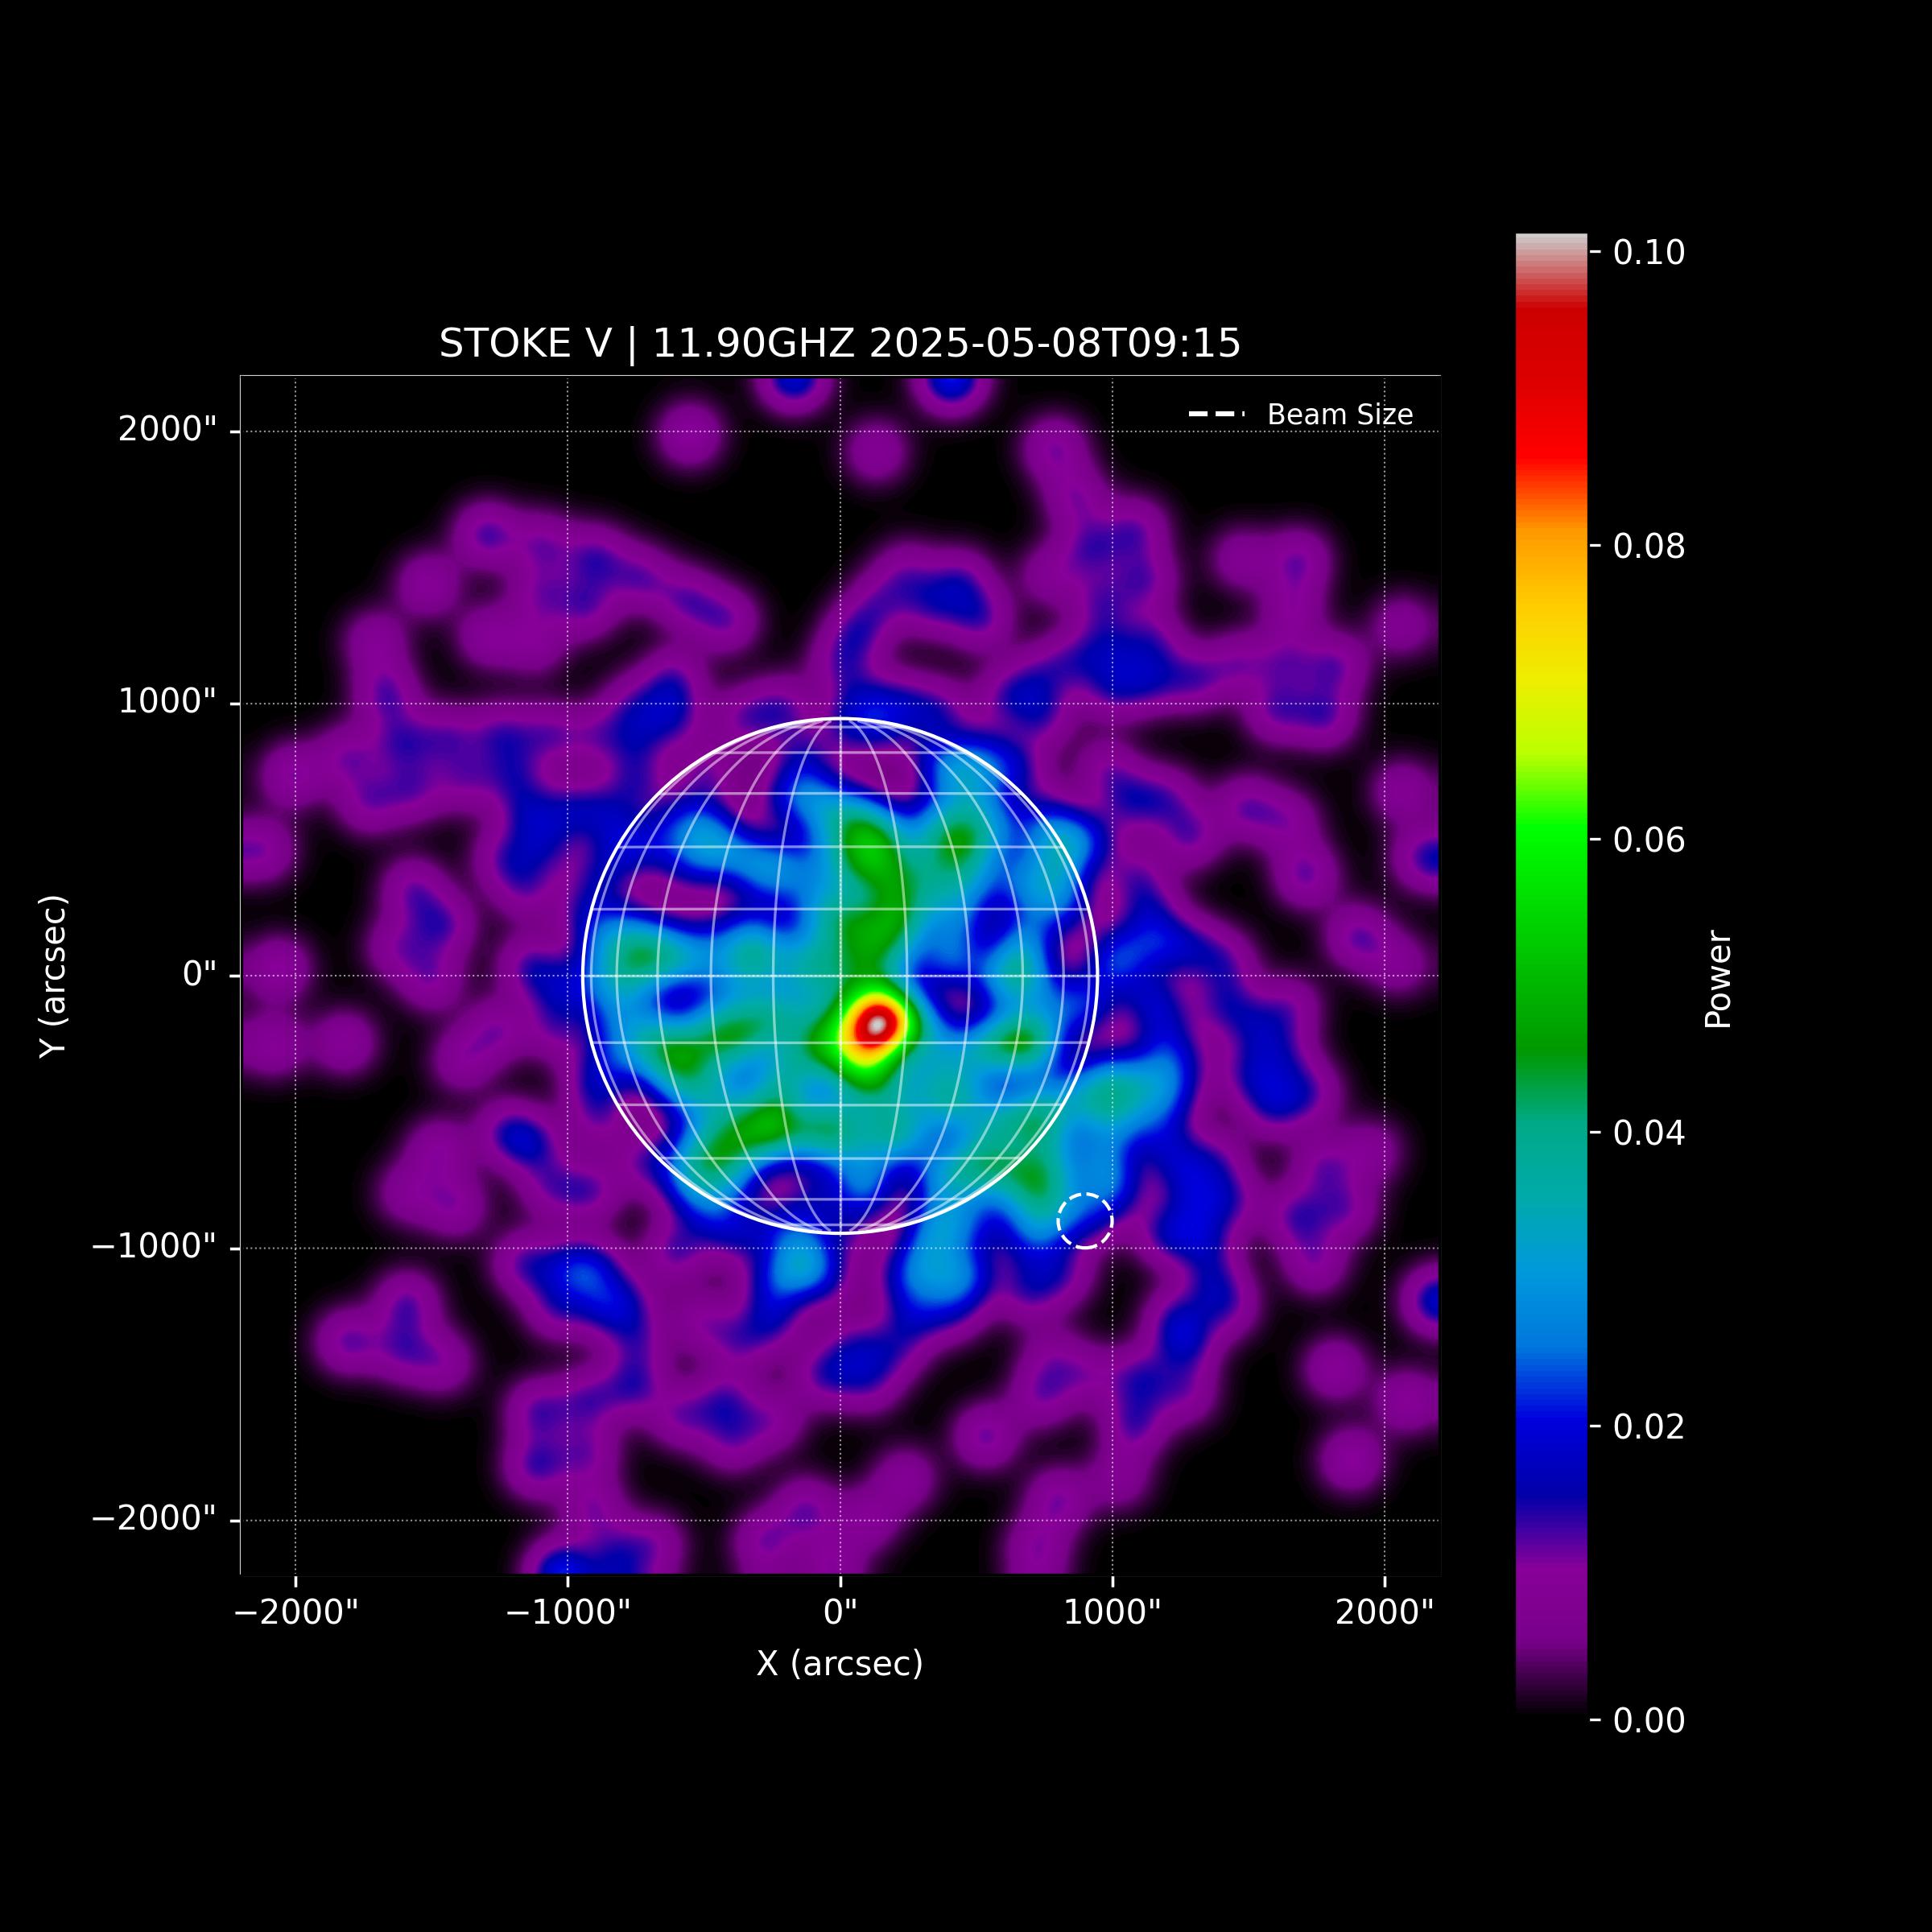 STOKE V | 11.90GHZ 2025-05-08T09:15
Beam Size
2000"
1000"
0"
−1000"
−2000"
Y (arcsec)
−2000" −1000" 0" 1000" 2000"
X (arcsec)
0.10
0.08
0.06
0.04
0.02
0.00
Power